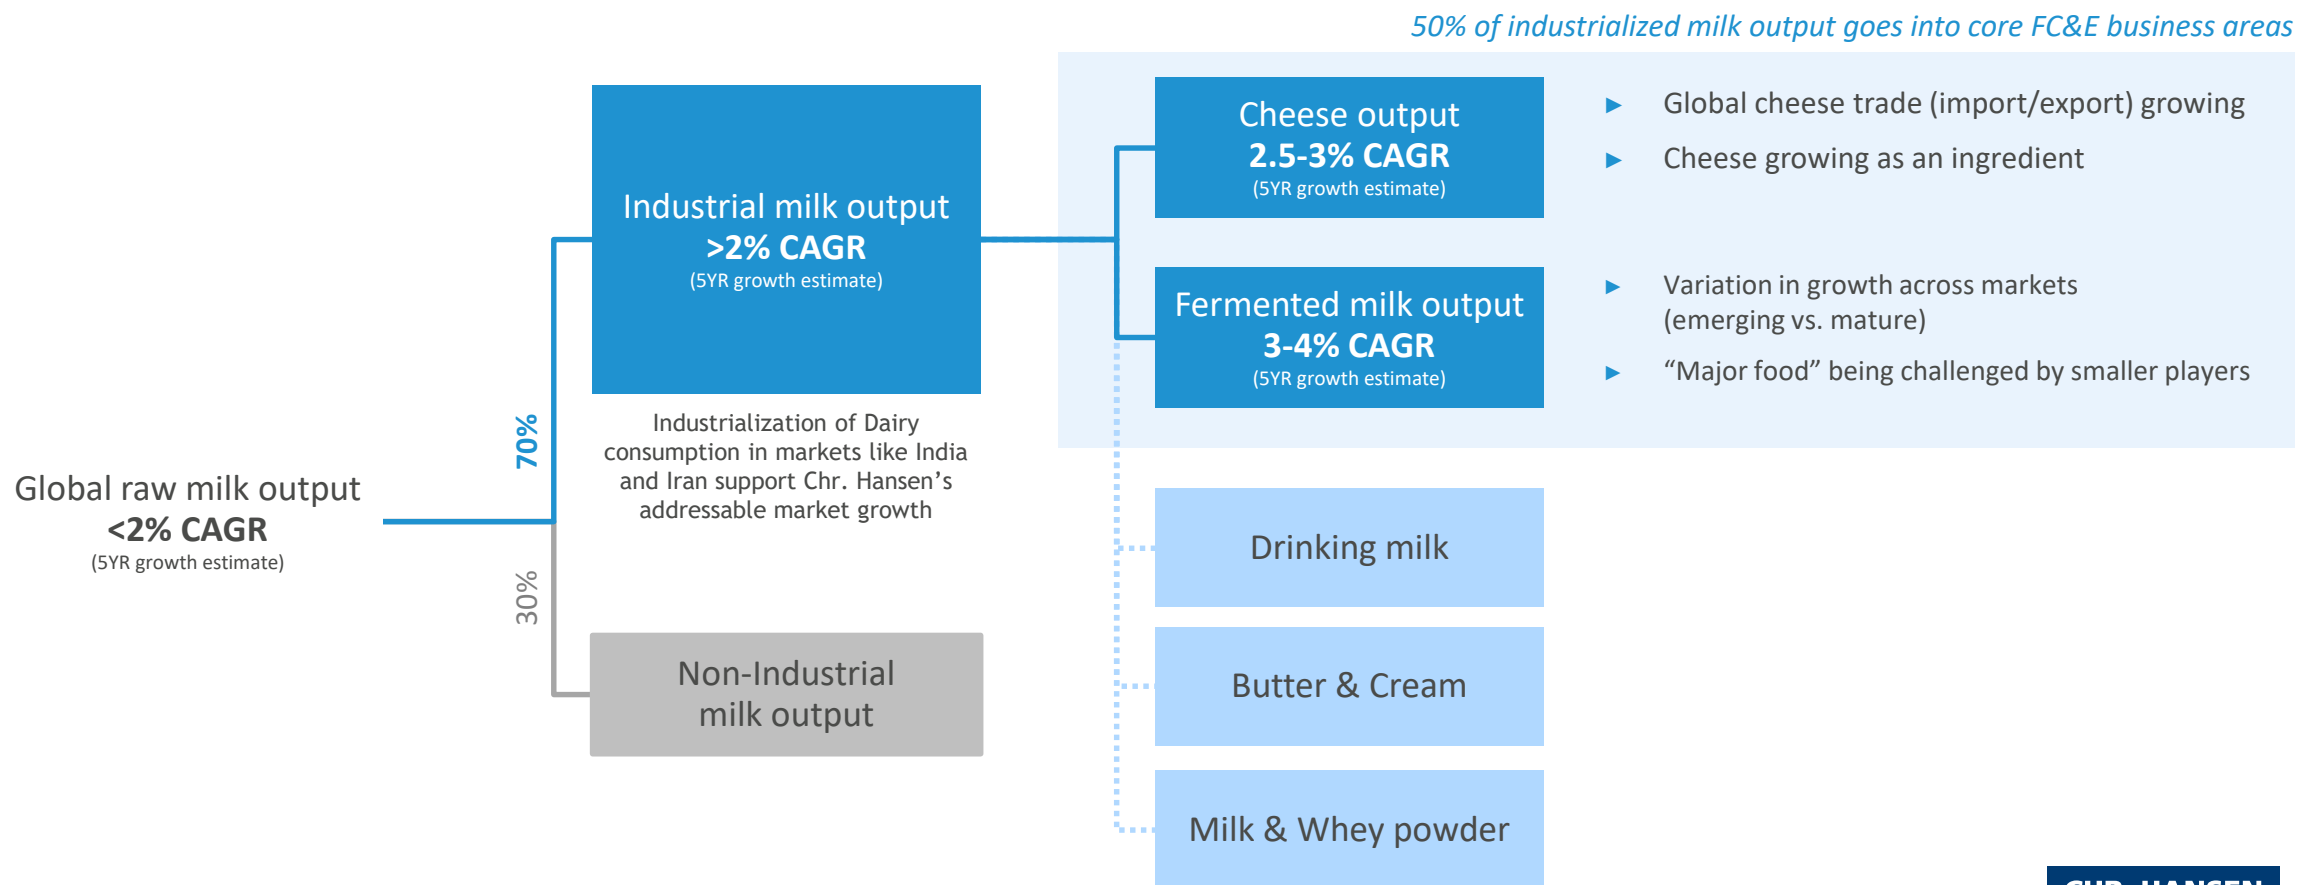 50% of industrialized milk output goes into core FC&E business areas
Global raw milk output
<2% CAGR
(5YR growth estimate)
70%
30%
Industrial milk output
>2% CAGR
(5YR growth estimate)
Industrialization of Dairy
consumption in markets like India
and Iran support Chr. Hansen’s
addressable market growth
Non-Industrial
milk output
Cheese output
2.5-3% CAGR
(5YR growth estimate)
► Global cheese trade (import/export) growing
► Cheese growing as an ingredient
Fermented milk output
3-4% CAGR
(5YR growth estimate)
► Variation in growth across markets
(emerging vs. mature)
► “Major food” being challenged by smaller players
Drinking milk
Butter & Cream
Milk & Whey powder
CHR HANSEN